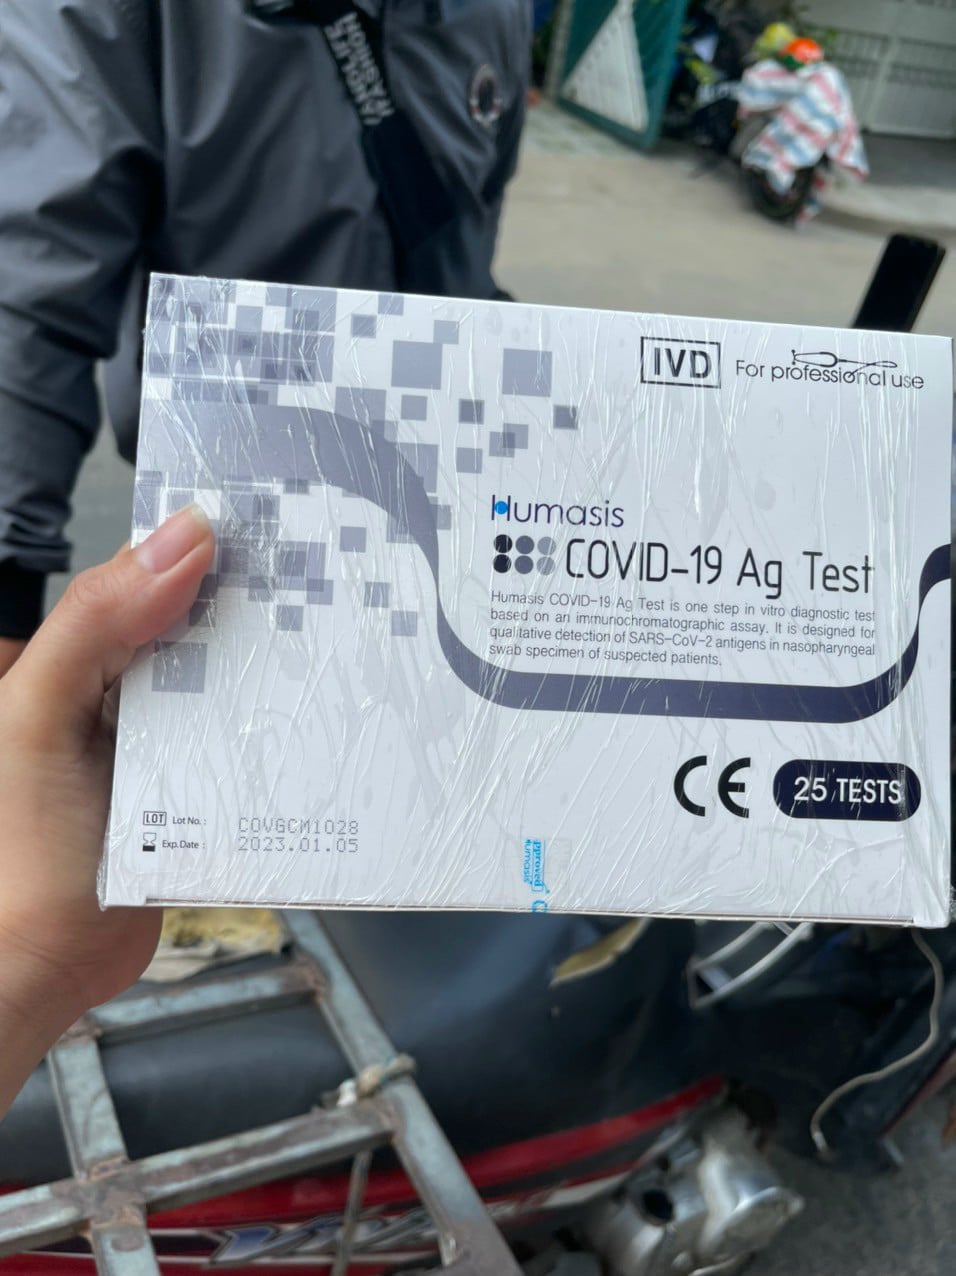 IVD
For professional use
Humasis
COVID-19 Ag Test
Humasis COVID-19 Ag Test is one step in vitro diagnostic test
based on an immunochromatographic assay. It is designed for
qualitative detection of SARS-CoV-2 antigens in nasopharyngeal
swab specimen of suspected patients.
CE
25 TESTS
LOT Lot No. : COVGCM1028
Exp. Date : 2023.01.05
pproved
umasis